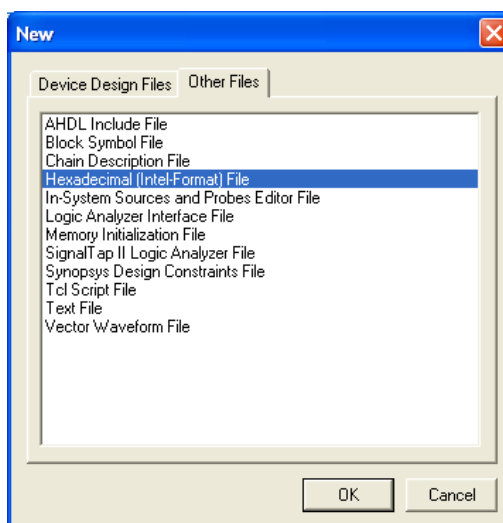 New
Device Design Files Other Files
AHDL Include File
Block Symbol File
Chain Description File
Hexadecimal (Intel-Format) File
In-System Sources and Probes Editor File
Logic Analyzer Interface File
Memory Initialization File
SignalTap II Logic Analyzer File
Synopsys Design Constraints File
Tcl Script File
Text File
Vector Waveform File
OK Cancel